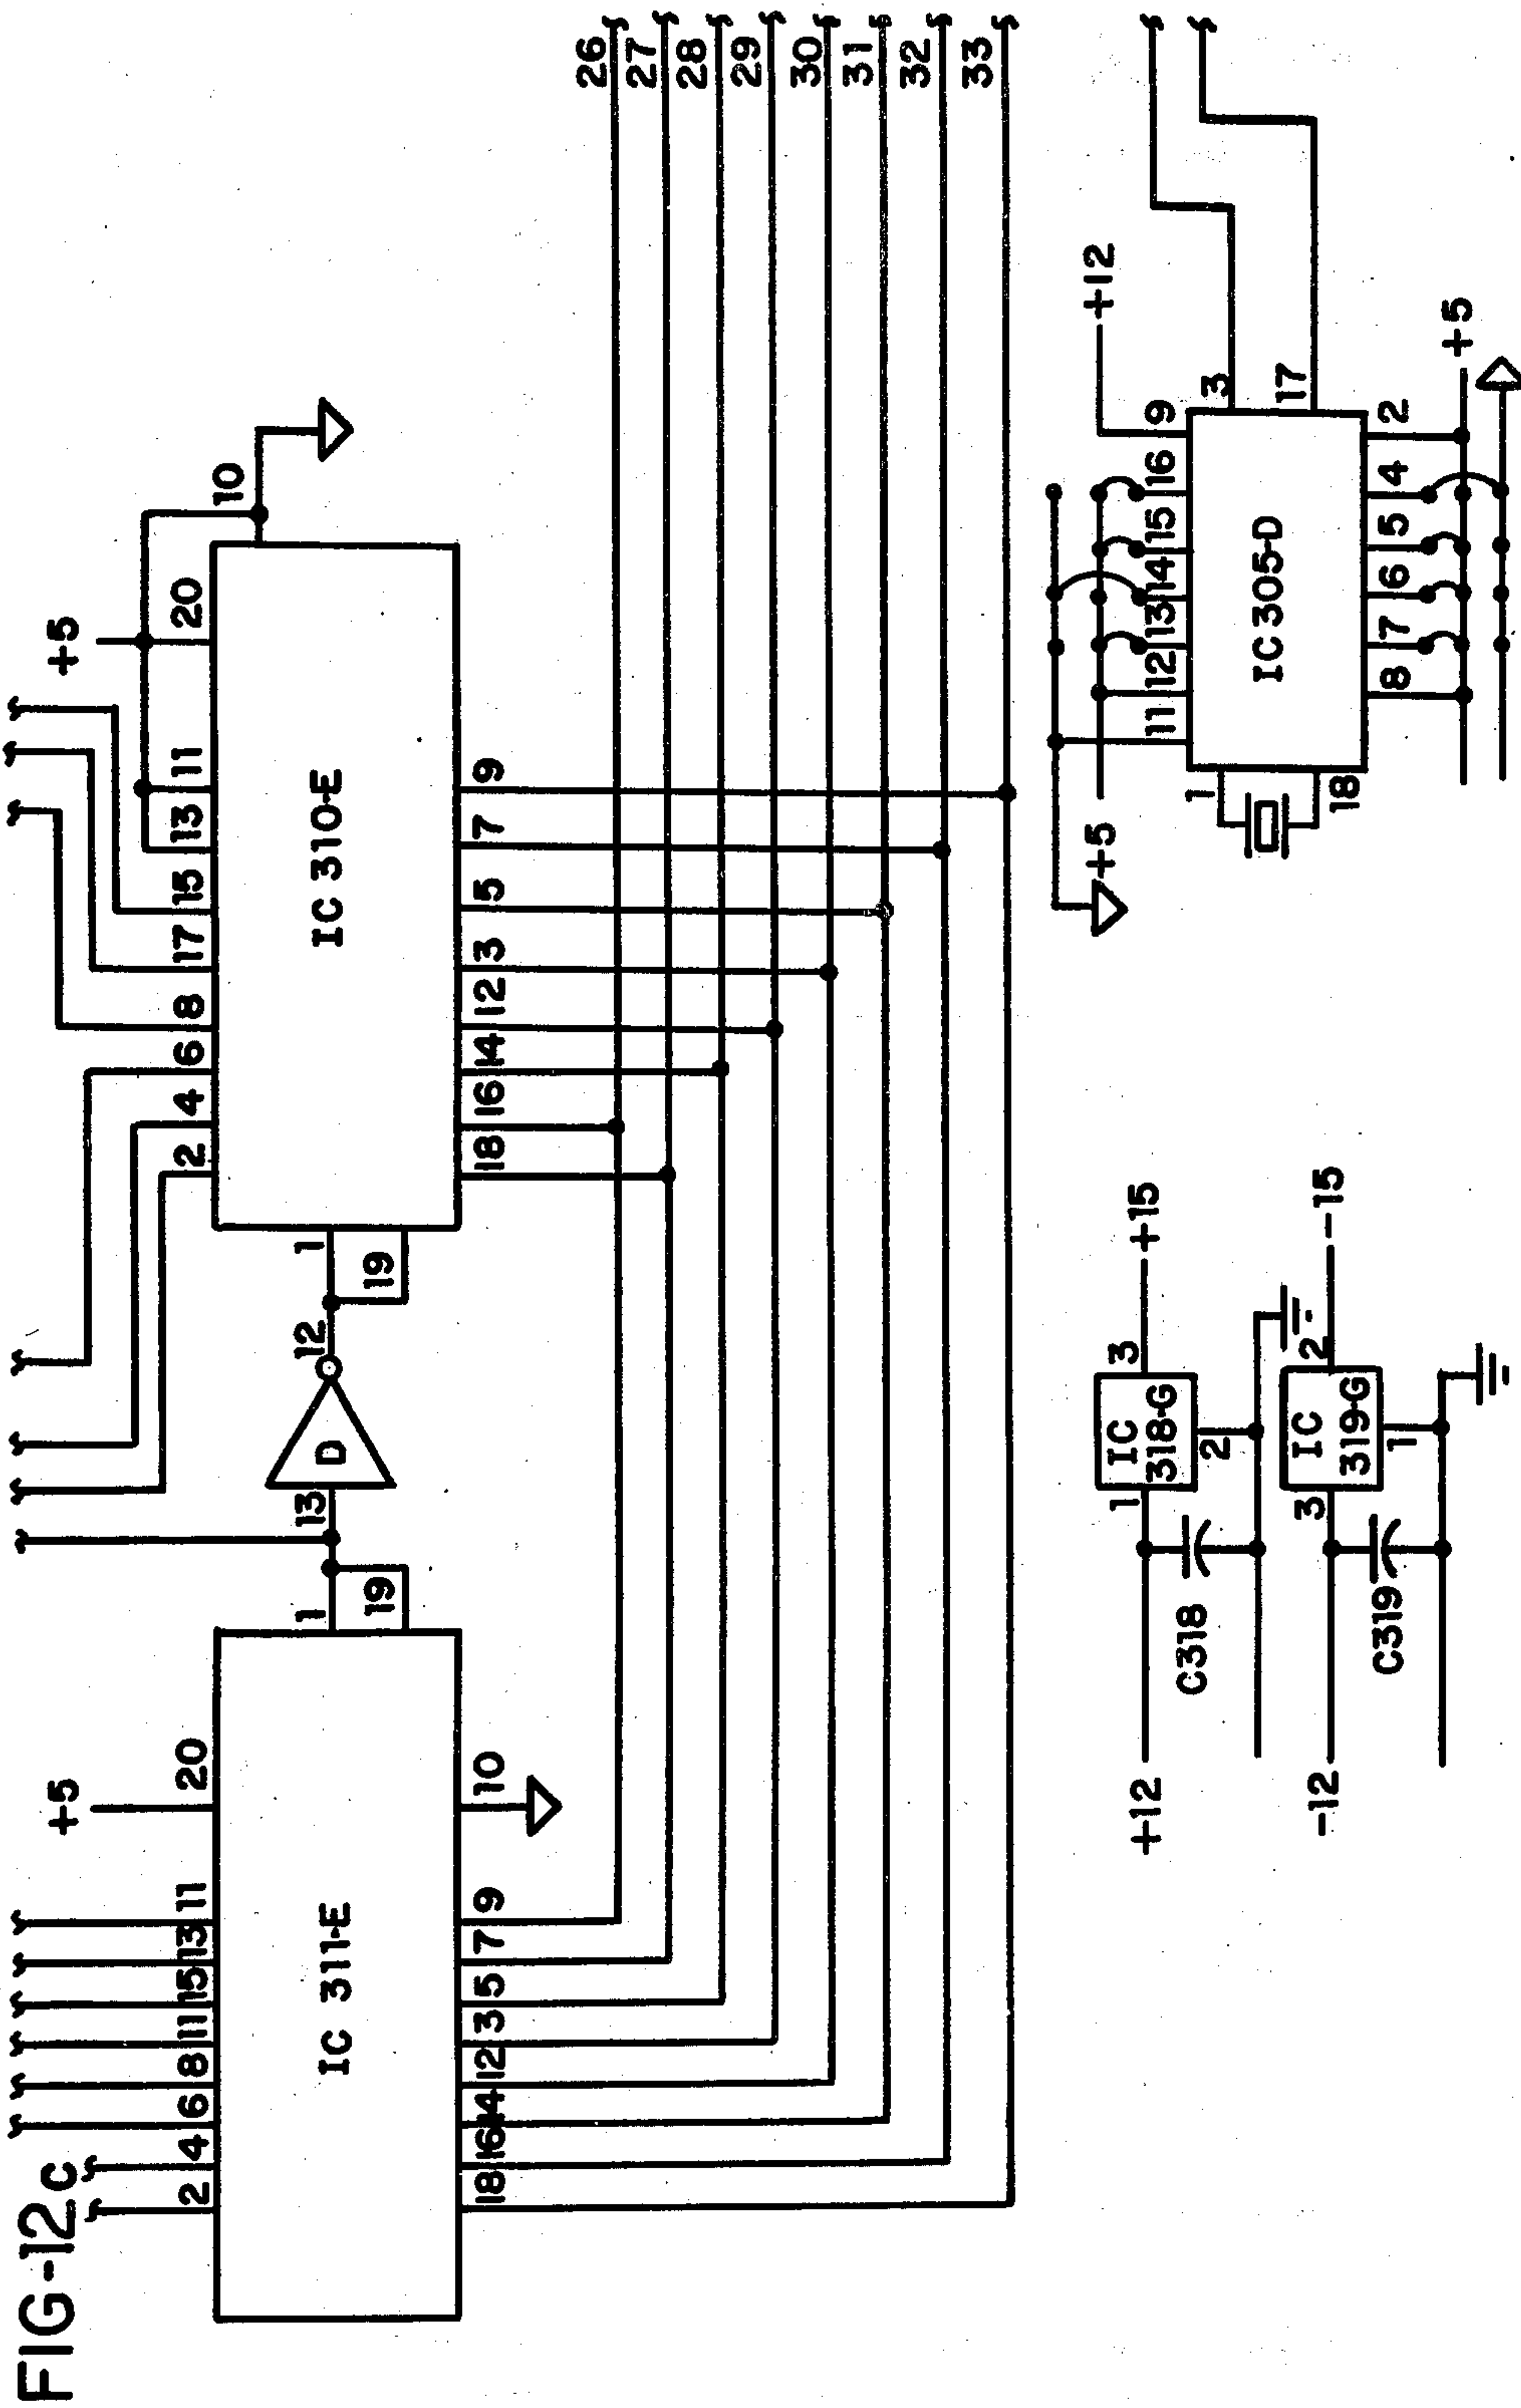 FIG-12c
+5
+5
2 4 6 8 11 15 13 11 20
2 4 6 8 17 15 13 11 20 10
IC 311-E
1
19
13
D
12
1
19
IC 310-E
18 16 14 12 3 5 7 9 10
18 16 14 12 3 5 7 9
26
27
28
29
30
31
32
33
+12
1
IC
318-G
3
+15
2
C318
-12
3
IC
319-G
2
-15
1
C319
+5
+12
11 12 13 14 15 16 9
1
18
IC 305-D
3
17
8 7 6 5 4 2
+5